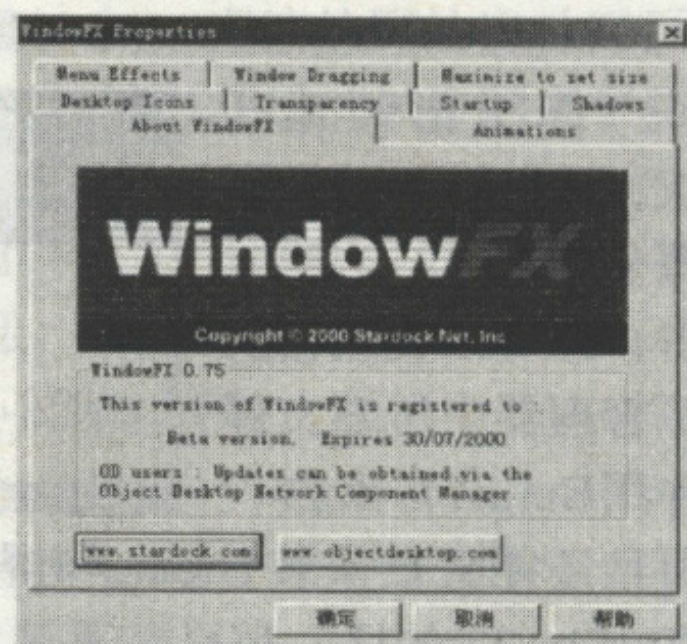 WindowFX Properties
Menu Effects Window Dragging Maximize to set size
Desktop Icons Transparency Startup Shadows
About WindowFX Animations
WindowFX
Copyright © 2000 Stardock.Net, Inc
WindowFX 0.75
This version of WindowFX is registered to
Beta version. Expires 30/07/2000
OD users : Updates can be obtained via the
Object Desktop Network Component Manager
www.stardock.com www.objectdesktop.com
确定 取消 帮助